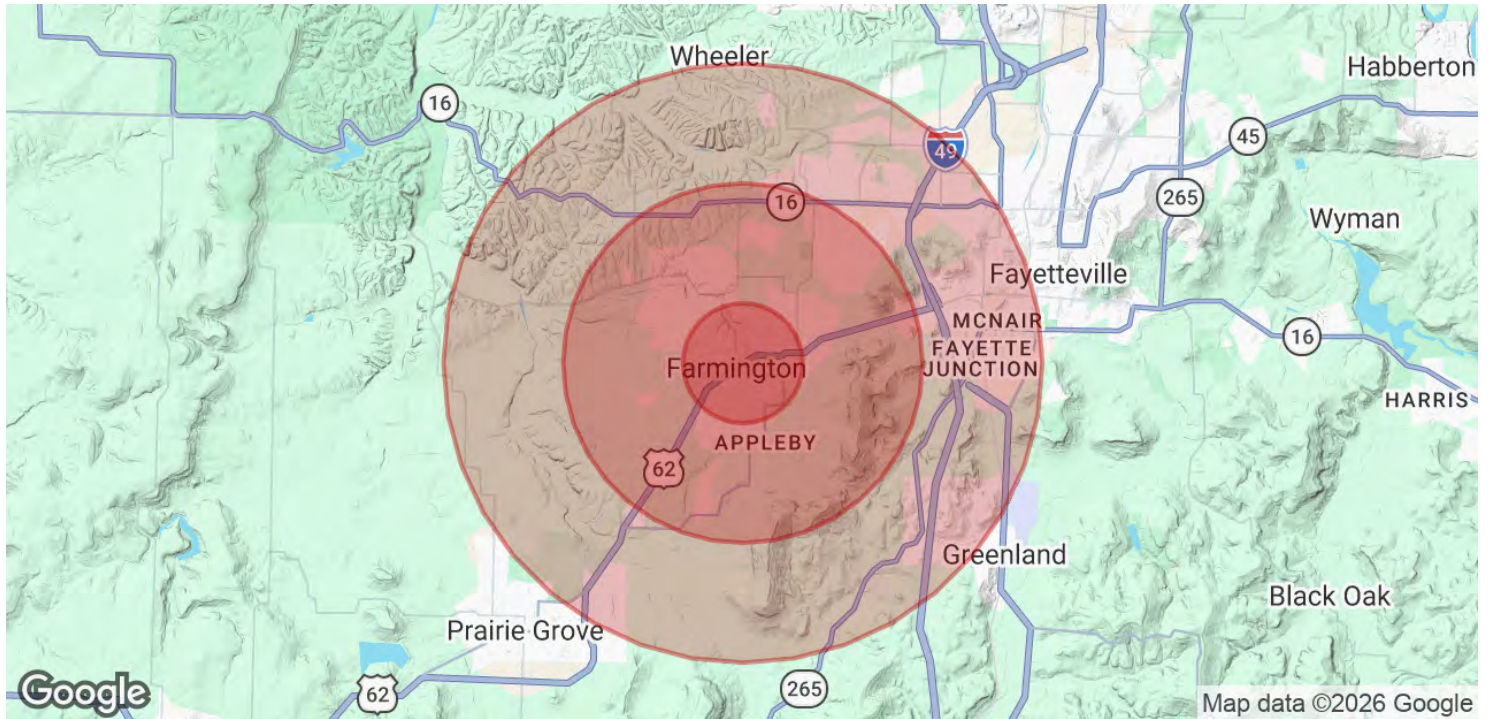 Wheeler
Habberton
16
49
45
265
16
Wyman
Fayetteville
MCNAIR
FAYETTE
JUNCTION
16
Farmington
HARRIS
APPLEBY
62
Greenland
Black Oak
Prairie Grove
265
62
Google
Map data ©2026 Google